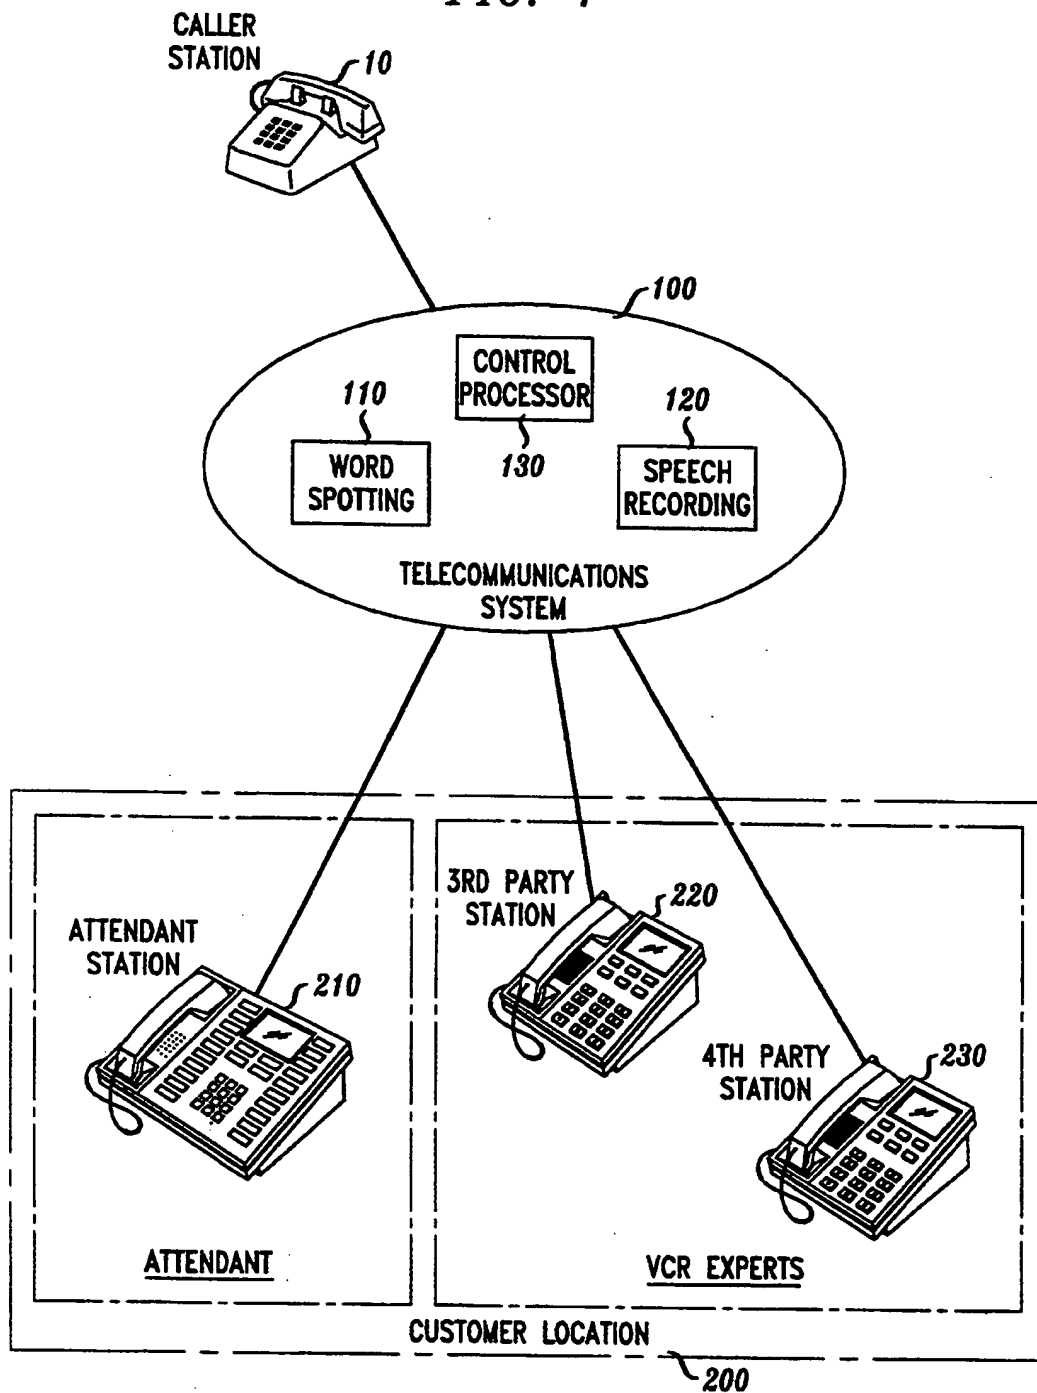 CALLER
STATION
10
100
CONTROL
PROCESSOR
130
110
WORD
SPOTTING
120
SPEECH
RECORDING
TELECOMMUNICATIONS
SYSTEM
ATTENDANT
STATION
210
3RD PARTY
STATION
220
4TH PARTY
STATION
230
ATTENDANT
VCR EXPERTS
CUSTOMER LOCATION
200